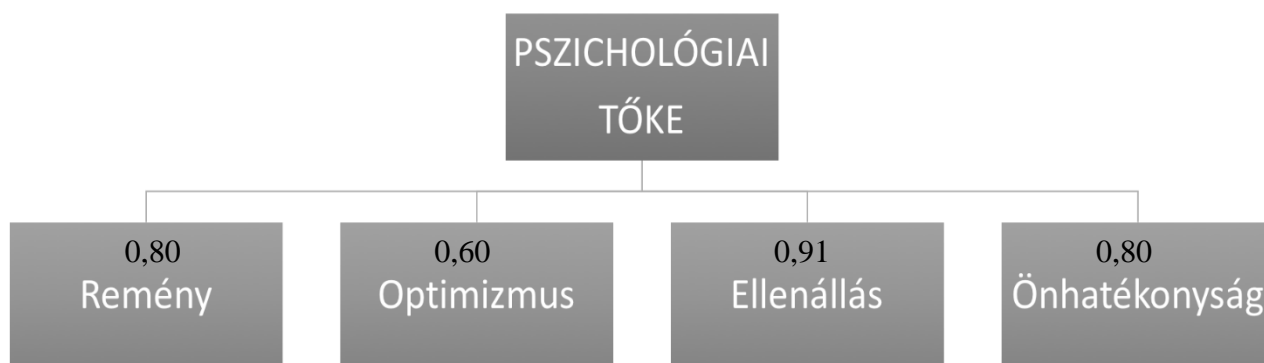 PSZICHOLÓGIAI
TŐKE
0,80
Remény
0,60
Optimizmus
0,91
Ellenállás
0,80
Önhatékonyság